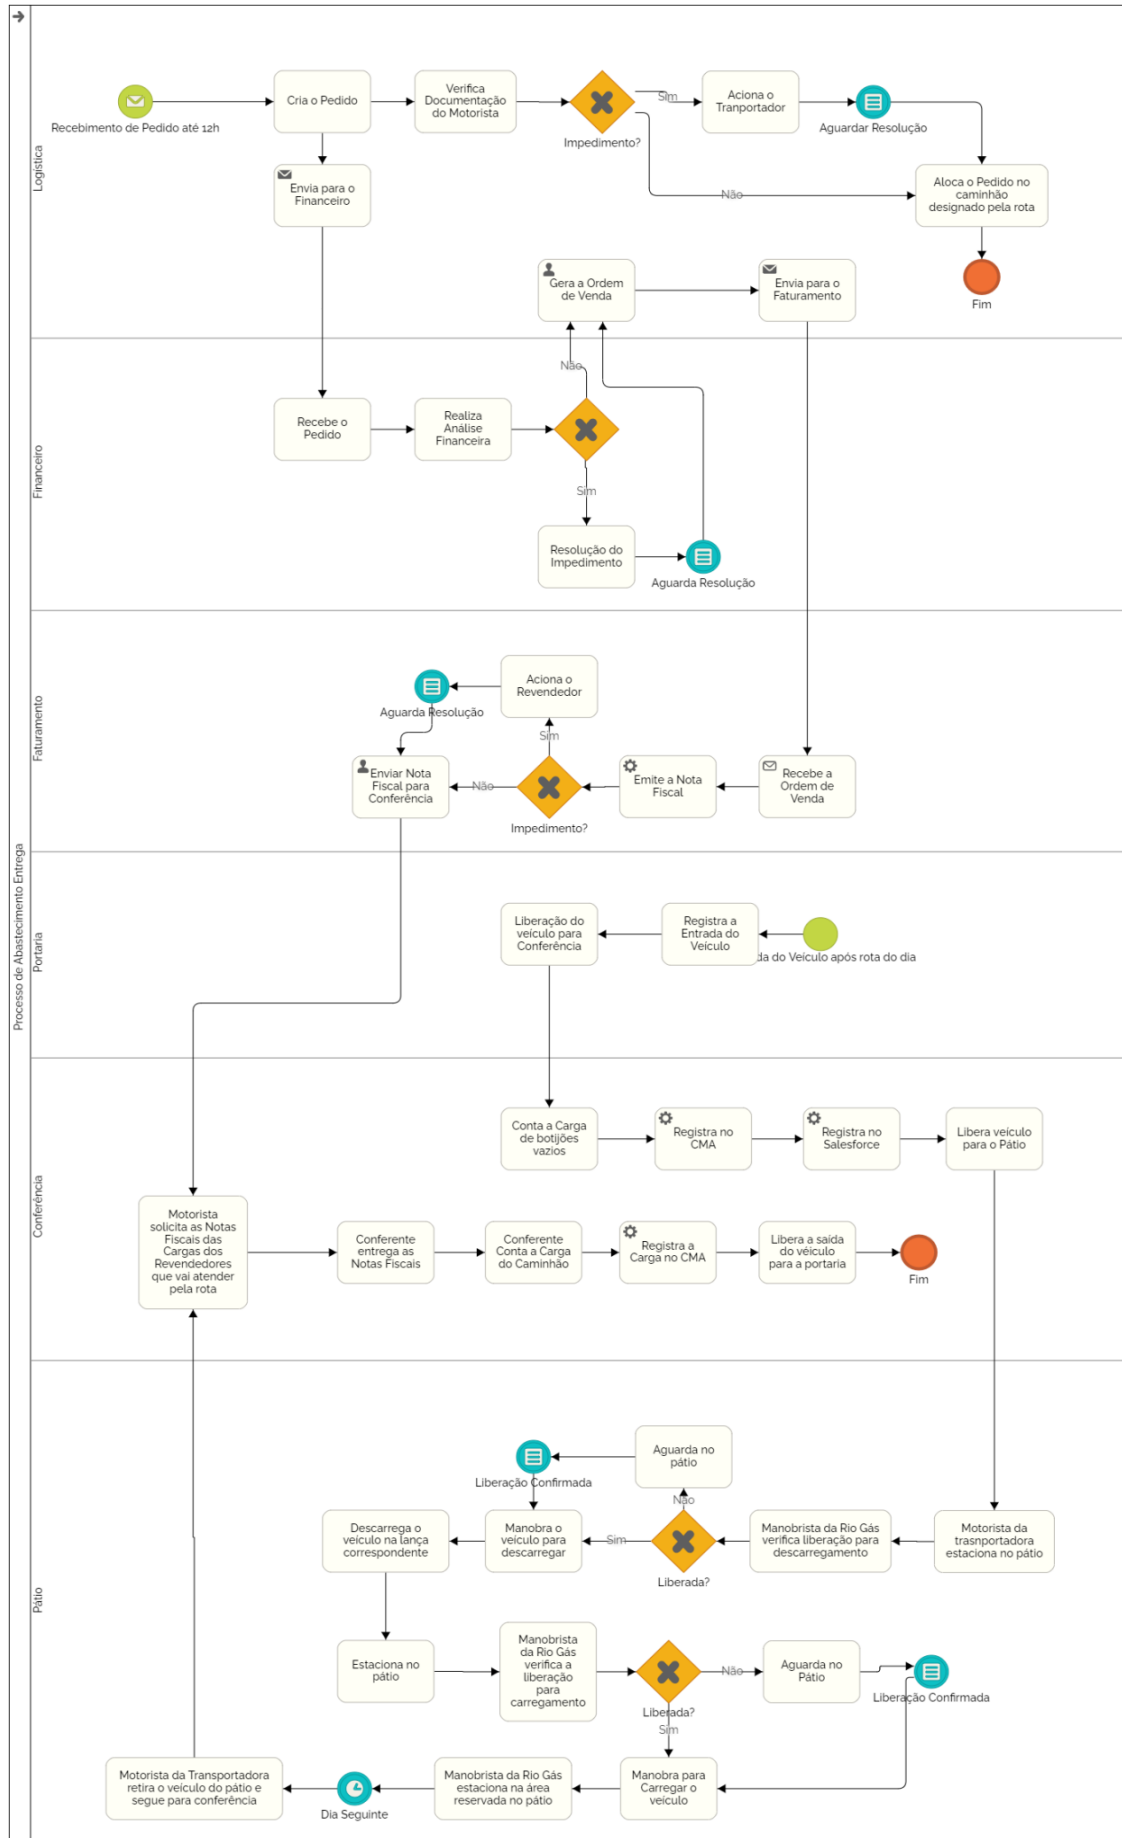 Processo de Abastecimento Entrega
Logística
Recebimento de Pedido até 12h
Cria o Pedido
Verifica
Documentação
do Motorista
Impedimento?
Sim
Aciona o
Tranportador
Aguardar Resolução
Não
Aloca o Pedido no
caminhão
designado pela rota
Fim
Envia para o
Financeiro
Gera a Ordem
de Venda
Envia para o
Faturamento
Financeiro
Recebe o
Pedido
Realiza
Análise
Financeira
Não
Sim
Resolução do
Impedimento
Aguarda Resolução
Faturamento
Aciona o
Revendedor
Aguarda Resolução
Sim
Enviar Nota
Fiscal para
Conferência
Não
Impedimento?
Emite a Nota
Fiscal
Recebe a
Ordem de
Venda
Portaria
Liberação do
veículo para
Conferência
Registra a
Entrada do
Veículo
do Veículo após rota do dia
Conferência
Conta a Carga
de botijões
vazios
Registra no
CMA
Registra no
Salesforce
Libera veículo
para o Pátio
Motorista
solicita as Notas
Fiscais das
Cargas dos
Revendedores
que vai atender
pela rota
Conferente
entrega as
Notas Fiscais
Conferente
Conta a Carga
do Caminhão
Registra a
Carga no CMA
Libera a saída
do véiculo
para a portaria
Fim
Pátio
Aguarda no
pátio
Liberação Confirmada
Não
Descarrega o
veículo na lança
correspondente
Manobra o
veículo para
descarregar
Sim
Liberada?
Manobrista da Rio Gás
verifica liberação para
descarregamento
Motorista da
trasnportadora
estaciona no pátio
Estaciona no
pátio
Manobrista
da Rio Gás
verifica a
liberação
para
carregamento
Liberada?
Não
Aguarda no
Pátio
Liberação Confirmada
Sim
Motorista da Transportadora
retira o veículo do pátio e
segue para conferência
Dia Seguinte
Manobrista da Rio Gás
estaciona na área
reservada no pátio
Manobra para
Carregar o
veículo